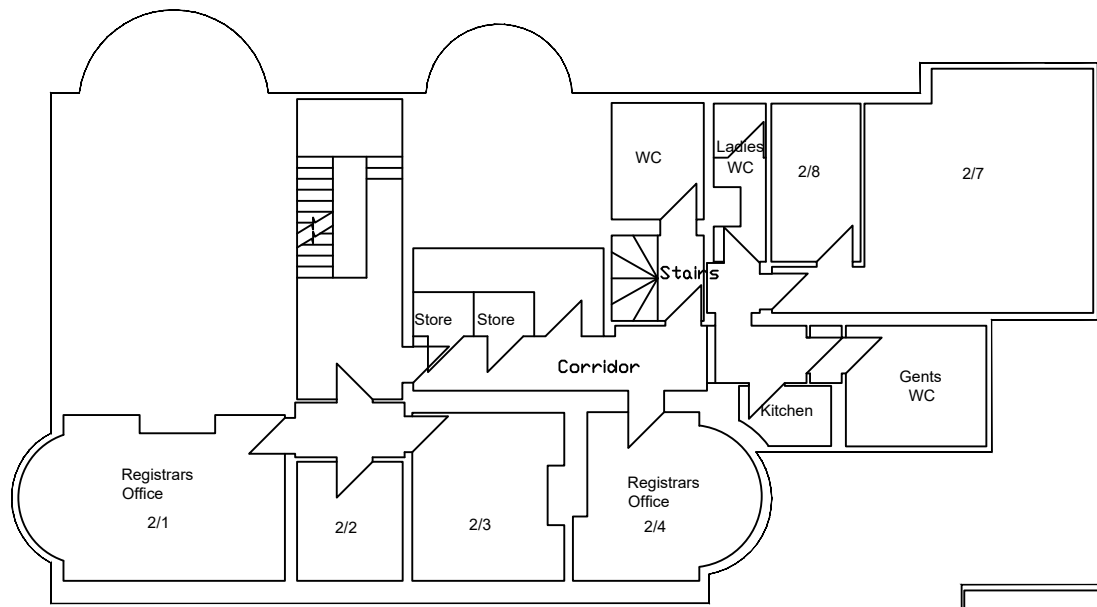 WC
Ladies
WC
2/8
2/7
Stairs
Store
Store
Corridor
Gents
WC
Kitchen
Registrars
Office
2/1
2/2
2/3
Registrars
Office
2/4